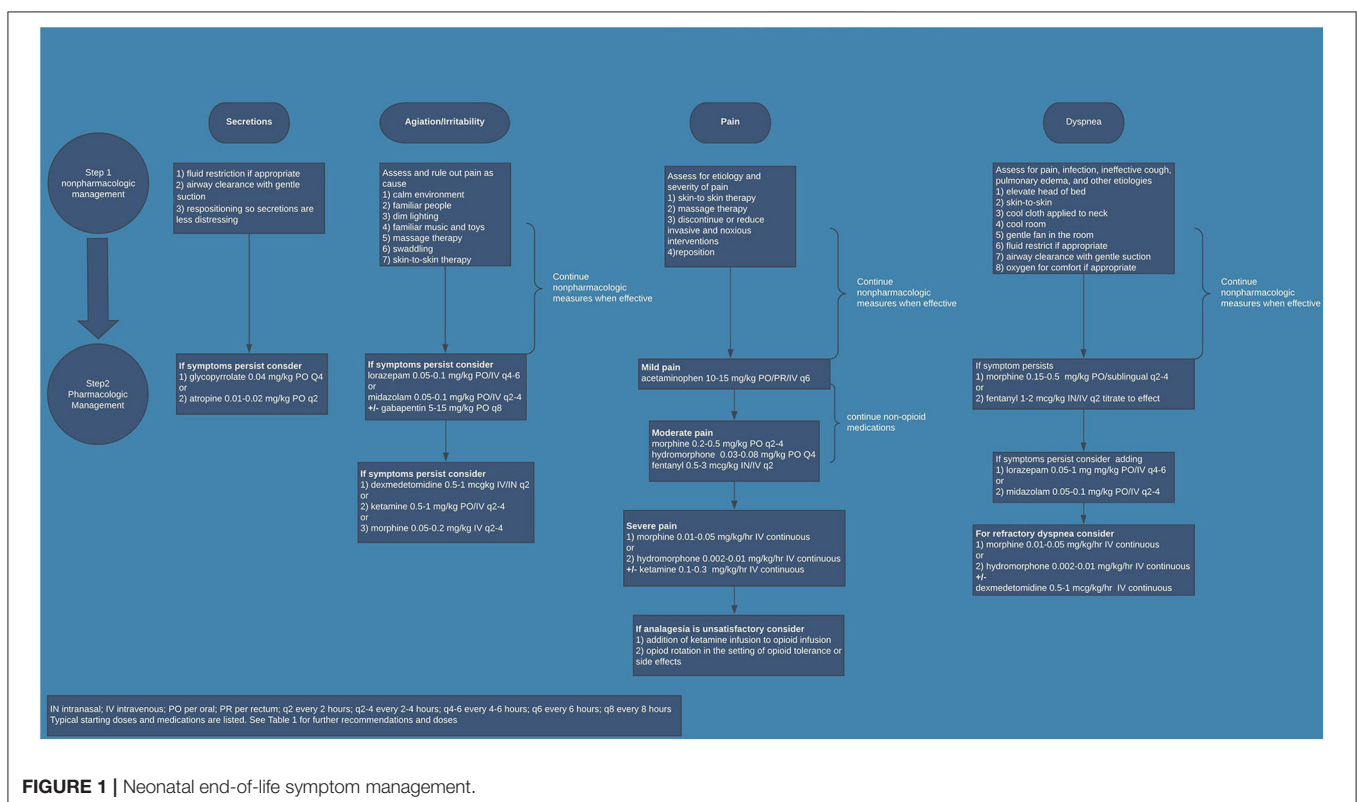 Secretions
Agiation/Irritability
Pain
Dyspnea
Step 1
nonpharmacologic
management
1) fluid restriction if appropriate
2) airway clearance with gentle
suction
3) respositioning so secretions are
less distressing
Assess and rule out pain as
cause
1) calm environment
2) familiar people
3) dim lighting
4) familiar music and toys
5) massage therapy
6) swaddling
7) skin-to-skin therapy
Continue
nonpharmacologic
measures when effective
Assess for etiology and
severity of pain
1) skin-to skin therapy
2) massage therapy
3) discontinue or reduce
invasive and noxious
interventions
4)reposition
Continue
nonpharmacologic
measures when effective
Assess for pain, infection, ineffective cough,
pulmonary edema, and other etiologies
1) elevate head of bed
2) skin-to-skin
3) cool cloth applied to neck
4) cool room
5) gentle fan in the room
6) fluid restrict if appropriate
7) airway clearance with gentle suction
8) oxygen for comfort if appropriate
Continue
nonpharmacologic
measures when effective
Step2
Pharmacologic
Management
If symptoms persist consder
1) glycopyrrolate 0.04 mg/kg PO Q4
or
2) atropine 0.01-0.02 mg/kg PO q2
If symptoms persist consider
lorazepam 0.05-0.1 mg/kg PO/IV q4-6
or
midazolam 0.05-0.1 mg/kg PO/IV q2-4
+/- gabapentin 5-15 mg/kg PO q8
If symptoms persist consider
1) dexmedetomidine 0.5-1 mcgkg IV/IN q2
or
2) ketamine 0.5-1 mg/kg PO/IV q2-4
or
3) morphine 0.05-0.2 mg/kg IV q2-4
Mild pain
acetaminophen 10-15 mg/kg PO/PR/IV q6
continue non-opioid
medications
Moderate pain
morphine 0.2-0.5 mg/kg PO q2-4
hydromorphone 0.03-0.08 mg/kg PO Q4
fentanyl 0.5-3 mcg/kg IN/IV q2
Severe pain
1) morphine 0.01-0.05 mg/kg/hr IV continuous
or
2) hydromorphone 0.002-0.01 mg/kg/hr IV continuous
+/- ketamine 0.1-0.3 mg/kg/hr IV continuous
If analagesia is unsatisfactory consider
1) addition of ketamine infusion to opioid infusion
2) opiod rotation in the setting of opioid tolerance or
side effects
If symptom persists
1) morphine 0.15-0.5 mg/kg PO/sublingual q2-4
or
2) fentanyl 1-2 mcg/kg IN/IV q2 titrate to effect
If symptoms persist consider adding
1) lorazepam 0.05-1 mg mg/kg PO/IV q4-6
or
2) midazolam 0.05-0.1 mg/kg PO/IV q2-4
For refractory dyspnea consider
1) morphine 0.01-0.05 mg/kg/hr IV continuous
or
2) hydromorphone 0.002-0.01 mg/kg/hr IV continuous
+/-
dexmedetomidine 0.5-1 mcg/kg/hr IV continuous
IN intranasal; IV intravenous; PO per oral; PR per rectum; q2 every 2 hours; q2-4 every 2-4 hours; q4-6 every 4-6 hours; q6 every 6 hours; q8 every 8 hours
Typical starting doses and medications are listed. See Table 1 for further recommendations and doses
FIGURE 1 | Neonatal end-of-life symptom management.